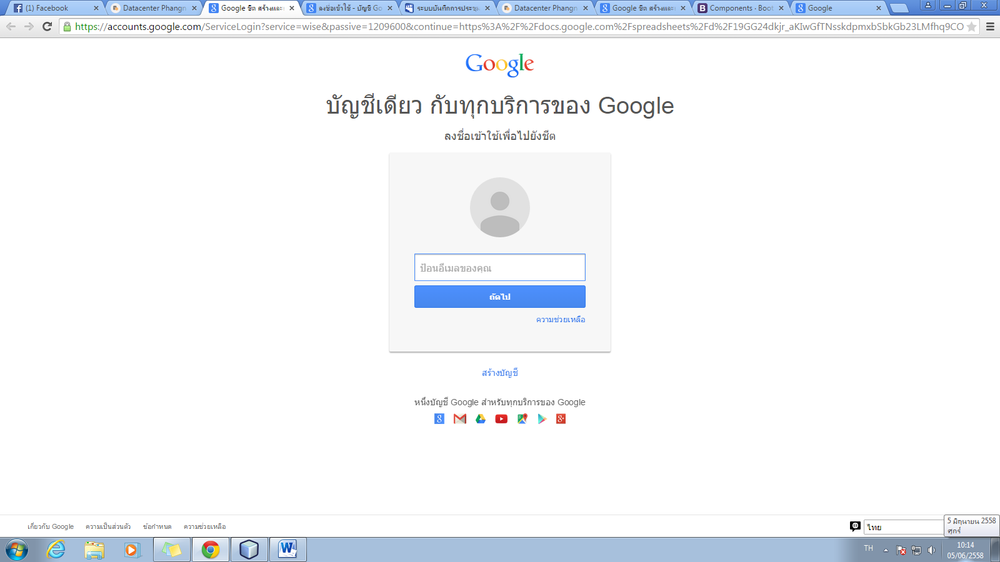 (1) Facebook
Datacenter Phangn
Google ชีต สร้างและ
ลงชื่อเข้าใช้ - บัญชี Go
ระบบบันทึกการประชุ
Datacenter Phangn
Google ชีต สร้างและ
Components · Boot
Google
https://accounts.google.com/ServiceLogin?service=wise&passive=1209600&continue=https%3A%2F%2Fdocs.google.com%2Fspreadsheets%2Fd%2F19GG24dkjr_aKIwGfTNsskdpmxbSbkGb23LMfhq9CO
Google
บัญชีเดียว กับทุกบริการของ Google
ลงชื่อเข้าใช้เพื่อไปยังชีต
ป้อนอีเมลของคุณ
ถัดไป
ความช่วยเหลือ
สร้างบัญชี
หนึ่งบัญชี Google สำหรับทุกบริการของ Google
เกี่ยวกับ Google ความเป็นส่วนตัว ข้อกำหนด ความช่วยเหลือ
ไทย
5 มิถุนายน 2558
ศุกร์
TH
10:14
05/06/2558